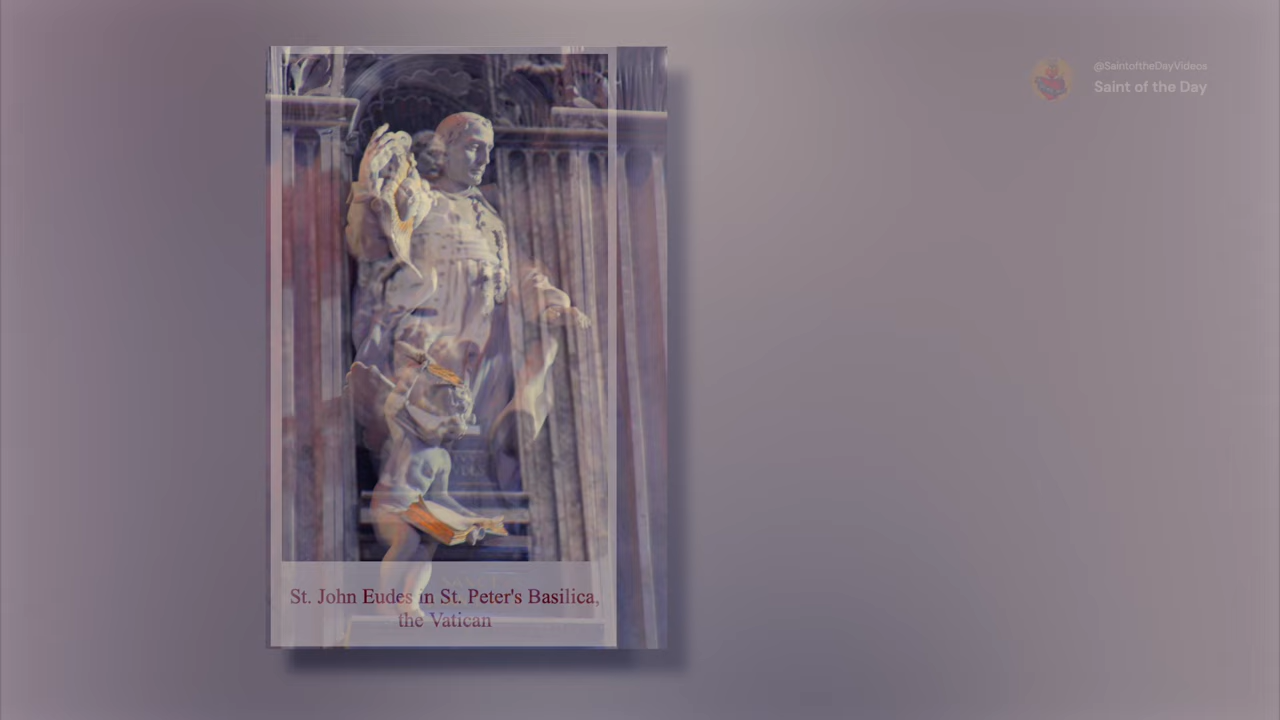 @SaintoftheDayVideos
Saint of the Day
St. John Eudes in St. Peter's Basilica,
the Vatican